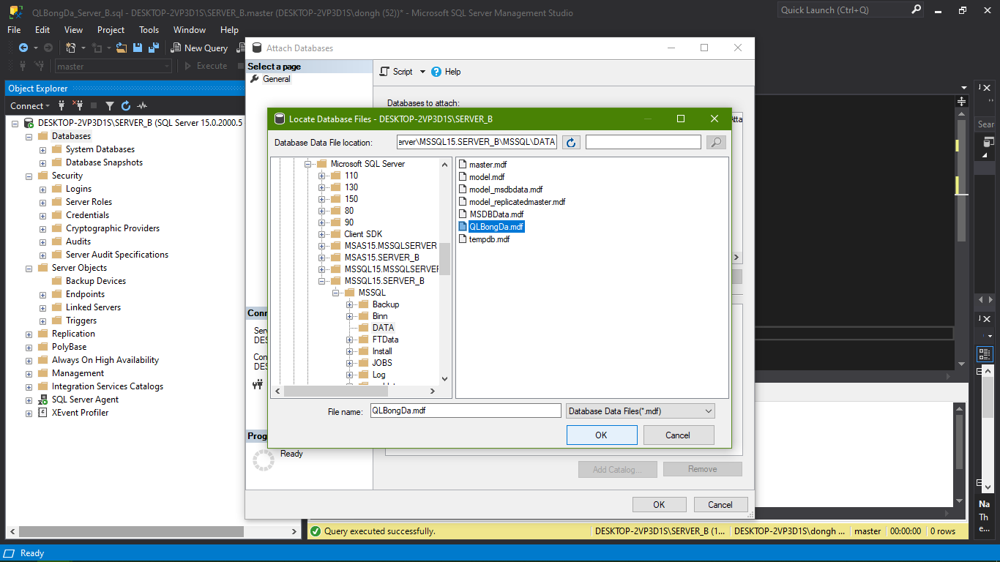 QLBongDa_Server_B.sql - DESKTOP-2VP3D1S\SERVER_B.master (DESKTOP-2VP3D1S\dongh (52))* - Microsoft SQL Server Management Studio
Quick Launch (Ctrl+Q)
File Edit View Project Tools Window Help
New Query
master
Execute
Object Explorer
Connect
DESKTOP-2VP3D1S\SERVER_B (SQL Server 15.0.2000.5
Databases
System Databases
Database Snapshots
Security
Logins
Server Roles
Credentials
Cryptographic Providers
Audits
Server Audit Specifications
Server Objects
Backup Devices
Endpoints
Linked Servers
Triggers
Replication
PolyBase
Always On High Availability
Management
Integration Services Catalogs
SQL Server Agent
XEvent Profiler
Attach Databases
Select a page
General
Script
Help
Databases to attach:
Atta
Conn
Serv
DES
Con
DES
Prog
Ready
Add Catalog...
Remove
OK
Cancel
Locate Database Files - DESKTOP-2VP3D1S\SERVER_B
Database Data File location:
erver\MSSQL15.SERVER_B\MSSQL\DATA
Microsoft SQL Server
110
130
150
80
90
Client SDK
MSAS15.MSSQLSERVER
MSAS15.SERVER_B
MSSQL15.MSSQLSERVER
MSSQL15.SERVER_B
MSSQL
Backup
Binn
DATA
FTData
Install
JOBS
Log
master.mdf
model.mdf
model_msdbdata.mdf
model_replicatedmaster.mdf
MSDBData.mdf
QLBongDa.mdf
tempdb.mdf
File name:
QLBongDa.mdf
Database Data Files(*.mdf)
OK
Cancel
Sear
Na
Th
e...
Query executed successfully.
DESKTOP-2VP3D1S\SERVER_B (1...
DESKTOP-2VP3D1S\dongh ...
master
00:00:00
0 rows
Ready